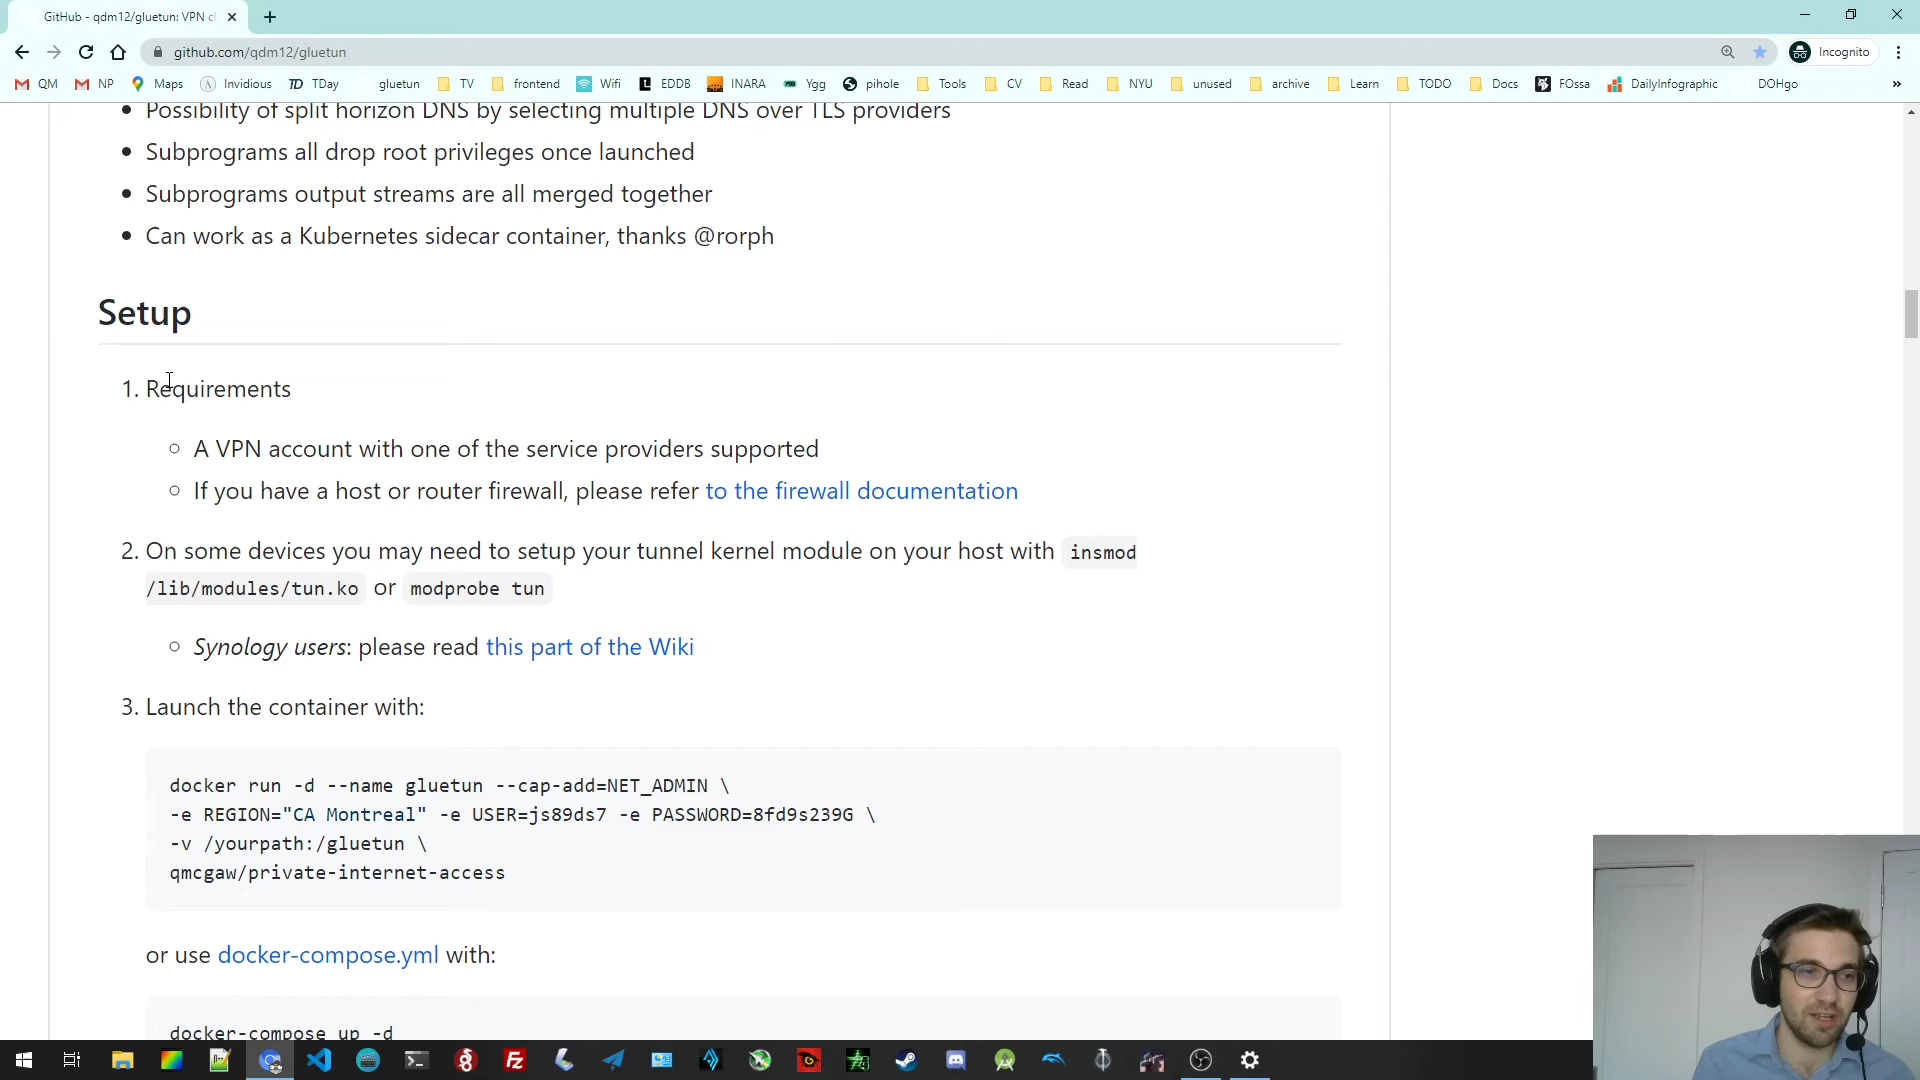 GitHub - qdm12/gluetun: VPN cl
github.com/qdm12/gluetun
Incognito
QM NP Maps Invidious TDay gluetun TV frontend Wifi EDDB INARA Ygg pihole Tools CV Read NYU unused archive Learn TODO Docs FOssa DailyInfographic DOHgo »
• Possibility of split horizon DNS by selecting multiple DNS over TLS providers
• Subprograms all drop root privileges once launched
• Subprograms output streams are all merged together
• Can work as a Kubernetes sidecar container, thanks @rorph
Setup
1. Requirements
○ A VPN account with one of the service providers supported
○ If you have a host or router firewall, please refer to the firewall documentation
2. On some devices you may need to setup your tunnel kernel module on your host with insmod
/lib/modules/tun.ko or modprobe tun
○ Synology users: please read this part of the Wiki
3. Launch the container with:
docker run -d --name gluetun --cap-add=NET_ADMIN \
-e REGION="CA Montreal" -e USER=js89ds7 -e PASSWORD=8fd9s239G \
-v /yourpath:/gluetun \
qmcgaw/private-internet-access
or use docker-compose.yml with:
docker-compose up -d